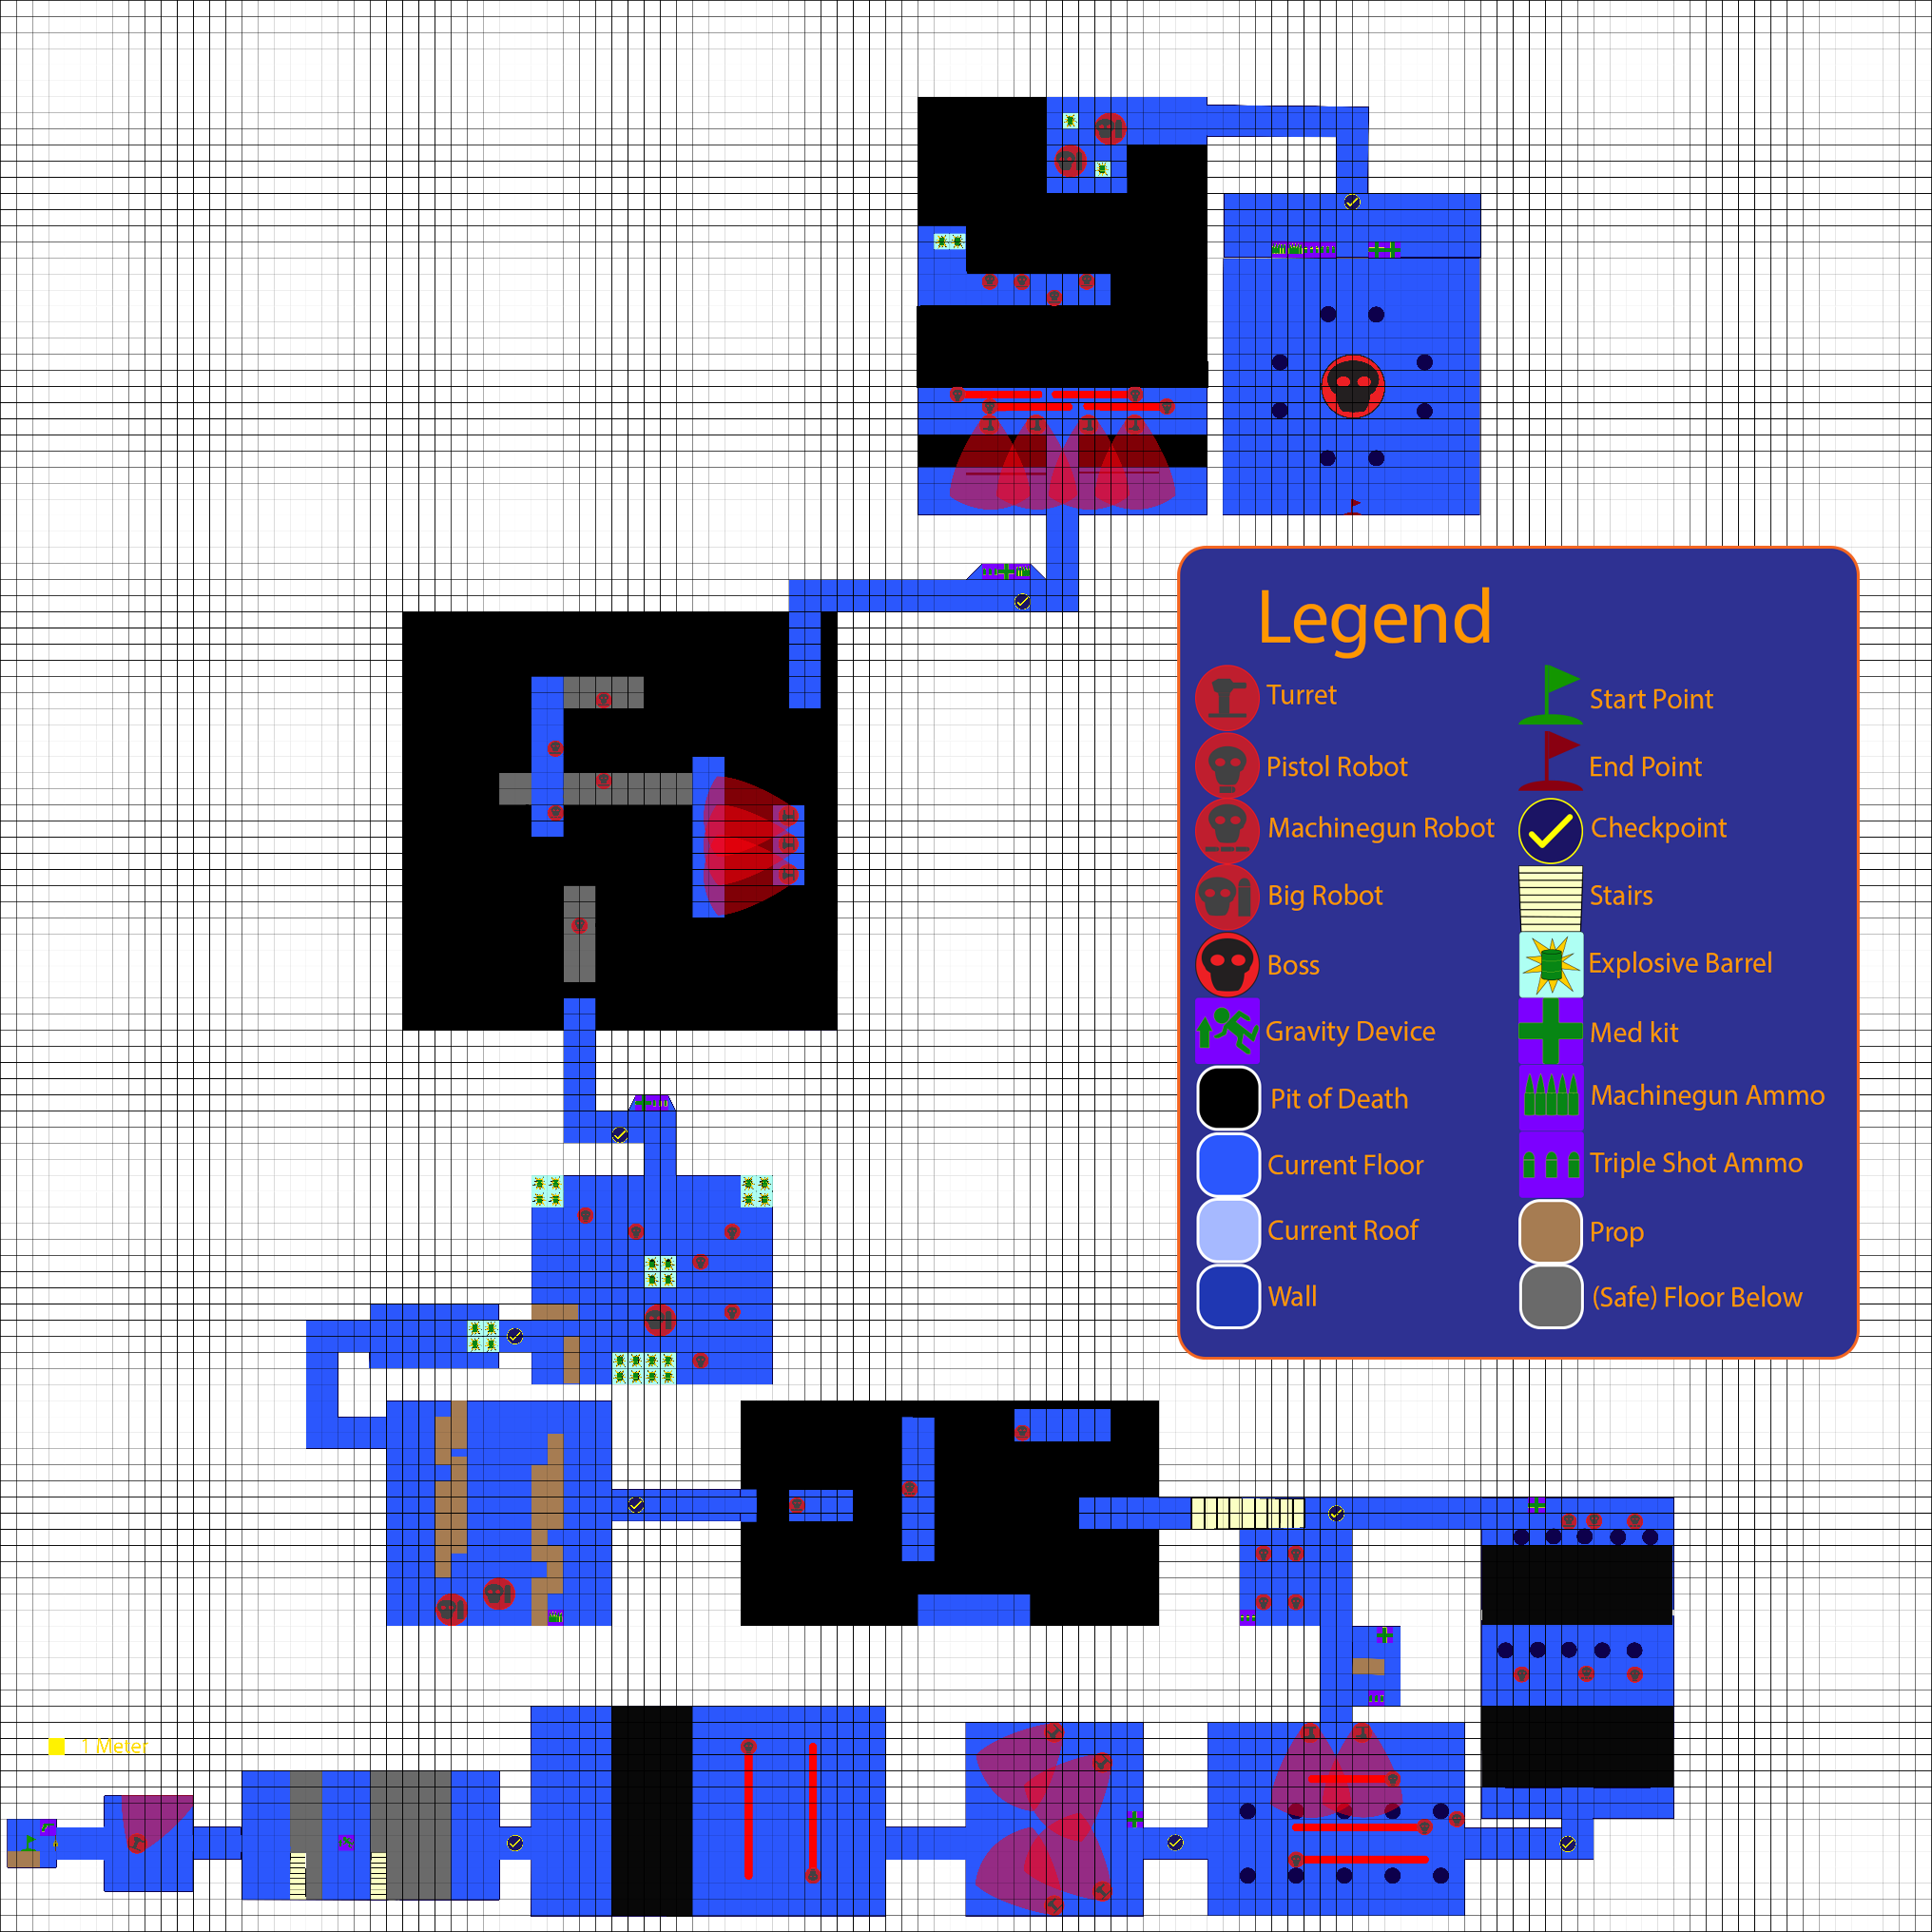 Legend
Turret
Start Point
Pistol Robot
End Point
Machinegun Robot
Checkpoint
Big Robot
Stairs
Boss
Explosive Barrel
Gravity Device
Med kit
Pit of Death
Machinegun Ammo
Current Floor
Triple Shot Ammo
Current Roof
Prop
Wall
(Safe) Floor Below
1 Meter